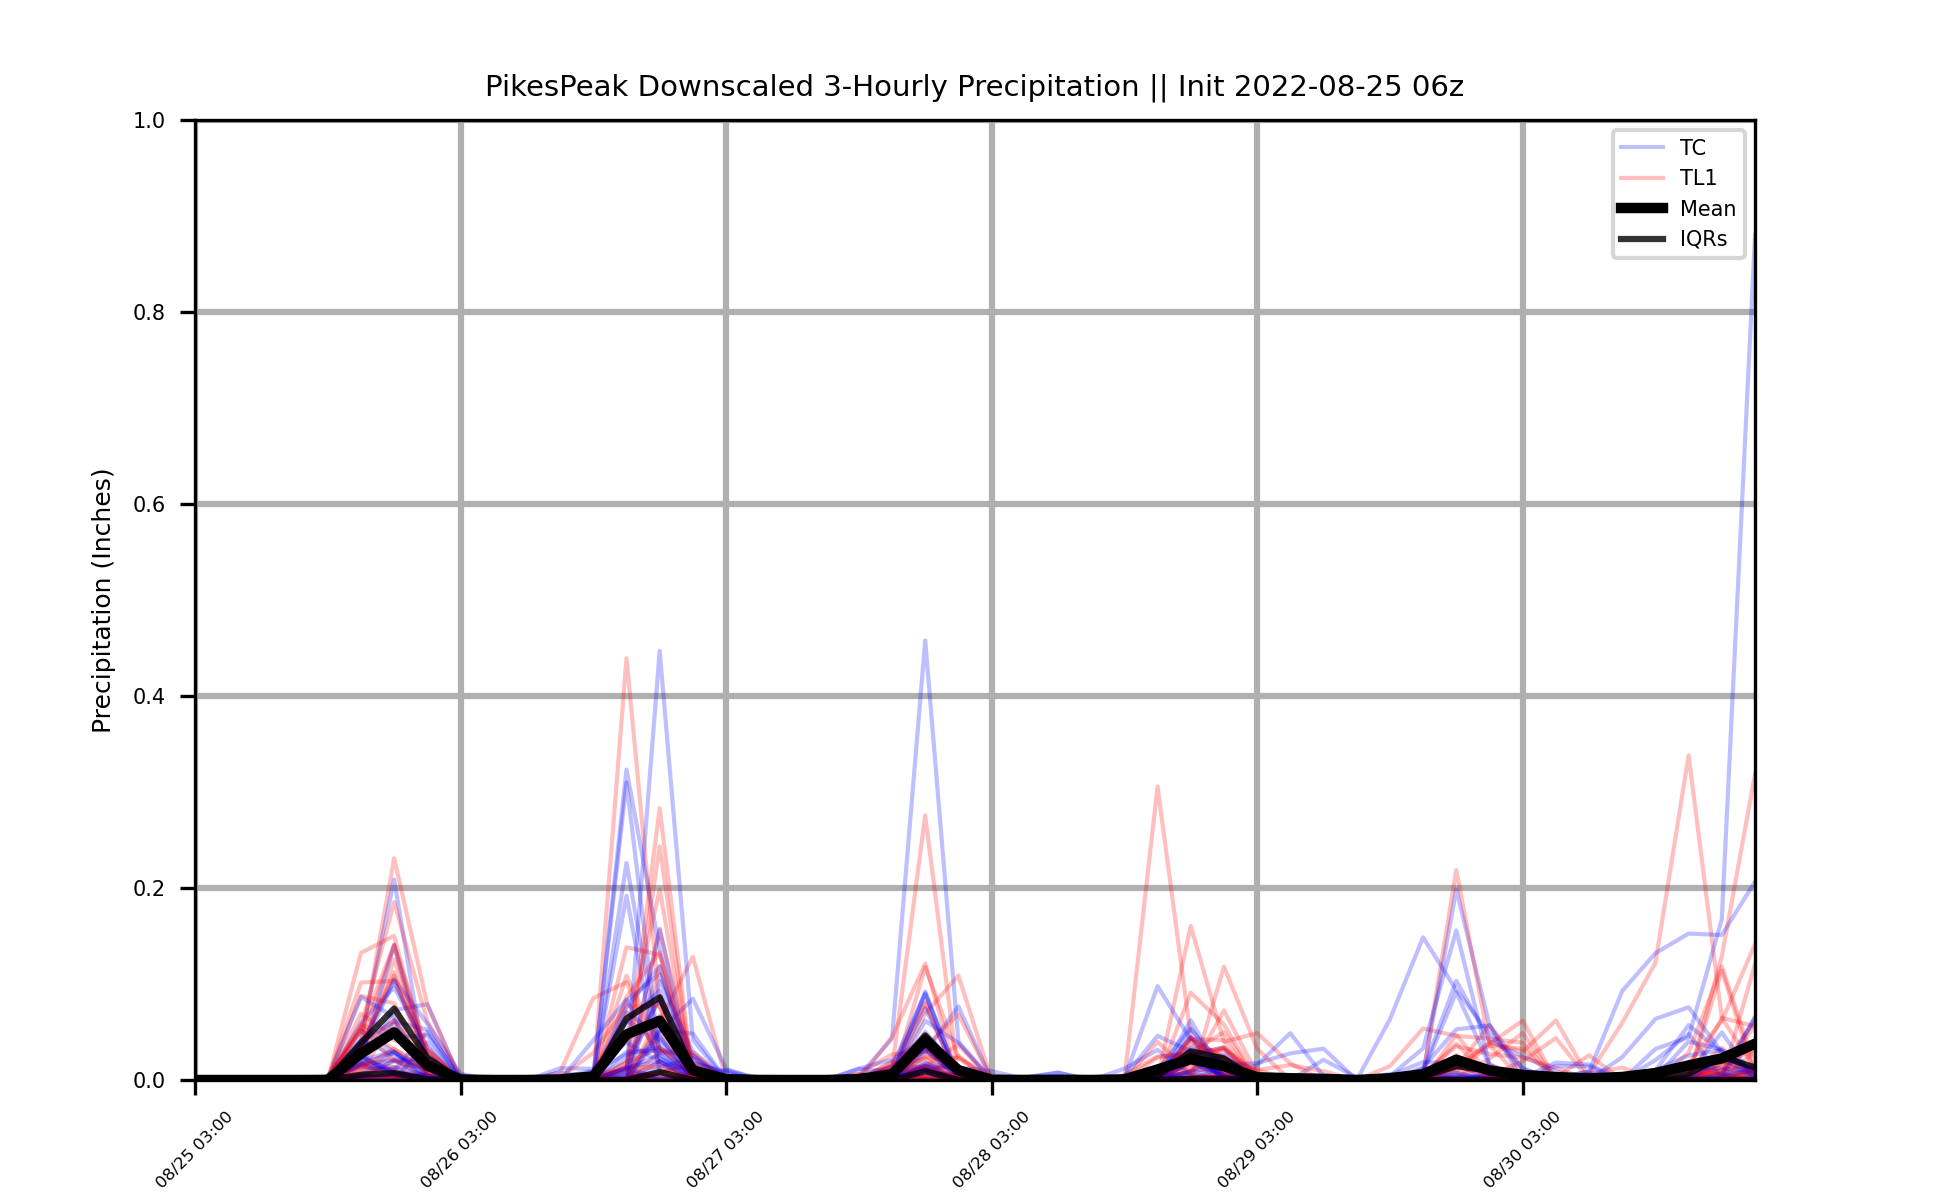 PikesPeak Downscaled 3-Hourly Precipitation || Init 2022-08-25 06z
Precipitation (Inches)
1.0
0.8
0.6
0.4
0.2
0.0
TC
TL1
Mean
IQRs
08/25 03:00
08/26 03:00
08/27 03:00
08/28 03:00
08/29 03:00
08/30 03:00